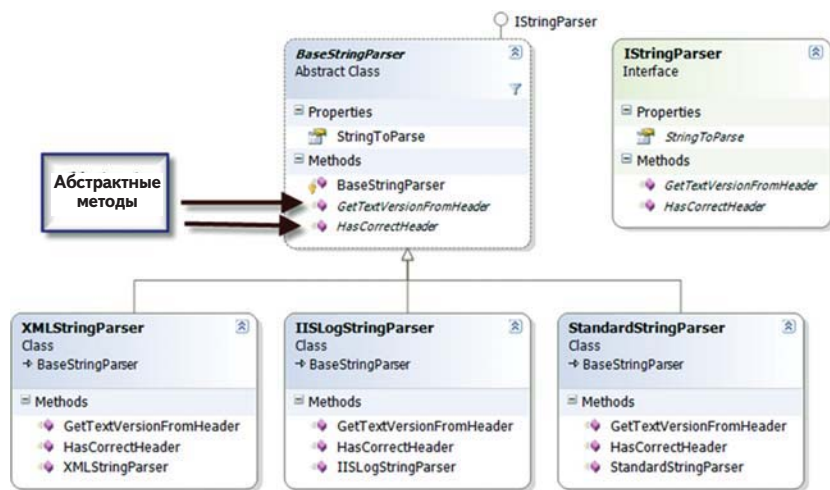 IStringParser
BaseStringParser
Abstract Class
Properties
StringToParse
Methods
BaseStringParser
GetTextVersionFromHeader
HasCorrectHeader
IStringParser
Interface
Properties
StringToParse
Methods
GetTextVersionFromHeader
HasCorrectHeader
Абстрактные
методы
XMLStringParser
Class
BaseStringParser
Methods
GetTextVersionFromHeader
HasCorrectHeader
XMLStringParser
IISLogStringParser
Class
BaseStringParser
Methods
GetTextVersionFromHeader
HasCorrectHeader
IISLogStringParser
StandardStringParser
Class
BaseStringParser
Methods
GetTextVersionFromHeader
HasCorrectHeader
StandardStringParser